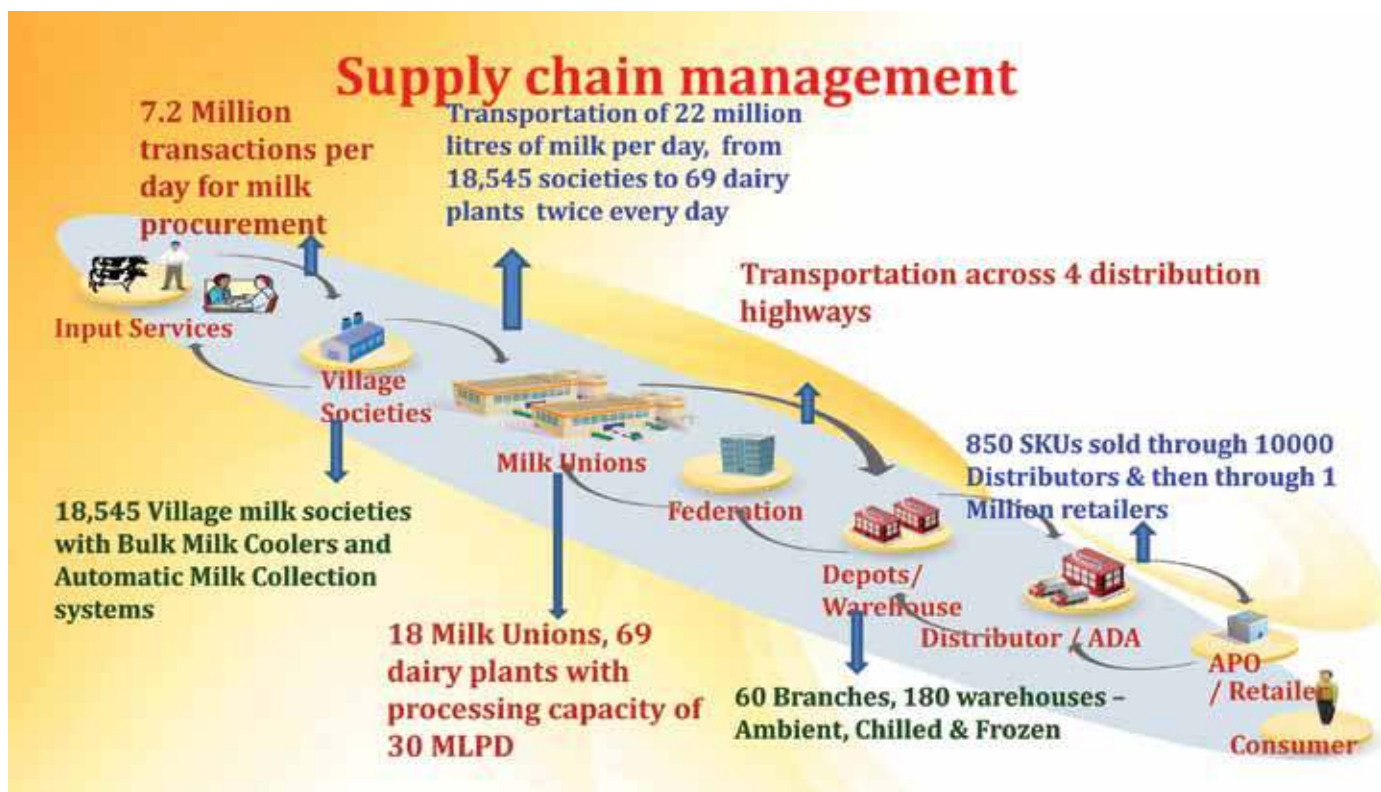 Supply chain management
7.2 Million
transactions per
day for milk
procurement
Transportation of 22 million
litres of milk per day, from
18,545 societies to 69 dairy
plants twice every day
Transportation across 4 distribution
highways
Input Services
Village
Societies
Milk Unions
Federation
850 SKUs sold through 10000
Distributors & then through 1
Million retailers
Depots/
Warehouse
Distributor / ADA
APO
/ Retailer
Consumer
18,545 Village milk societies
with Bulk Milk Coolers and
Automatic Milk Collection
systems
18 Milk Unions, 69
dairy plants with
processing capacity of
30 MLPD
60 Branches, 180 warehouses –
Ambient, Chilled & Frozen